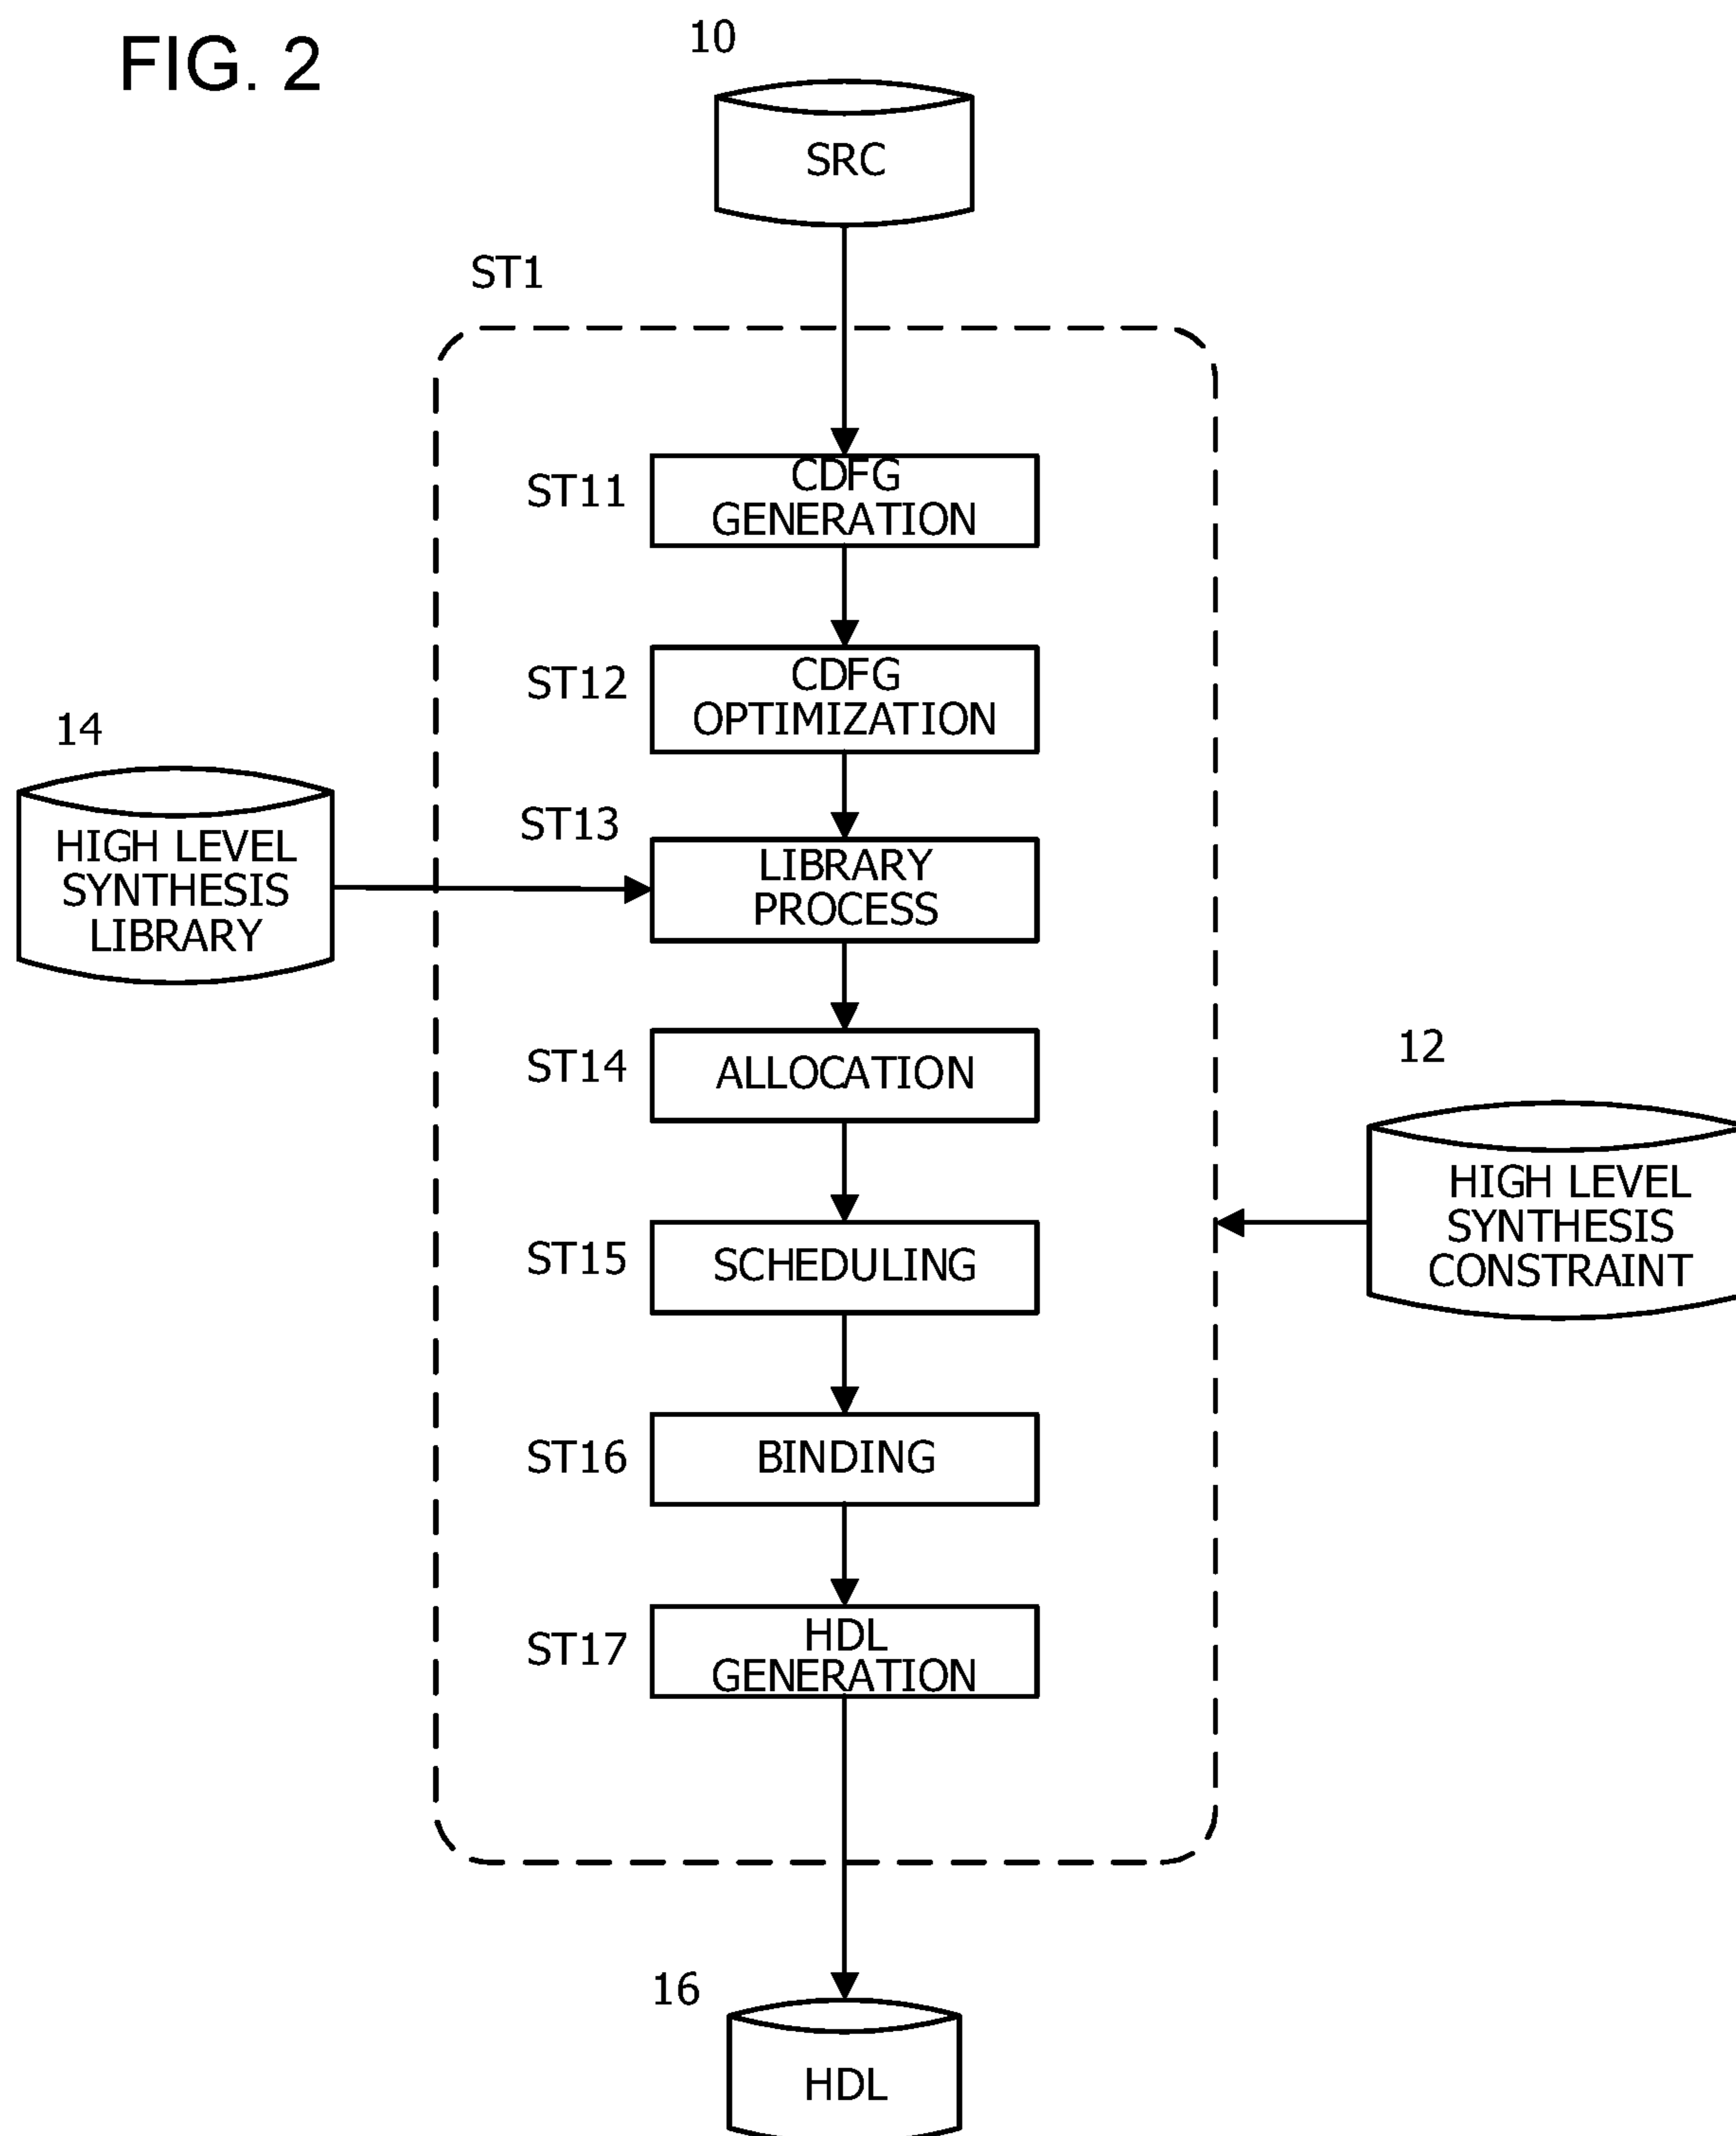 FIG. 2
10
SRC
ST1
ST11
CDFG
GENERATION
ST12
CDFG
OPTIMIZATION
14
HIGH LEVEL
SYNTHESIS
LIBRARY
ST13
LIBRARY
PROCESS
ST14
ALLOCATION
12
HIGH LEVEL
SYNTHESIS
CONSTRAINT
ST15
SCHEDULING
ST16
BINDING
ST17
HDL
GENERATION
16
HDL